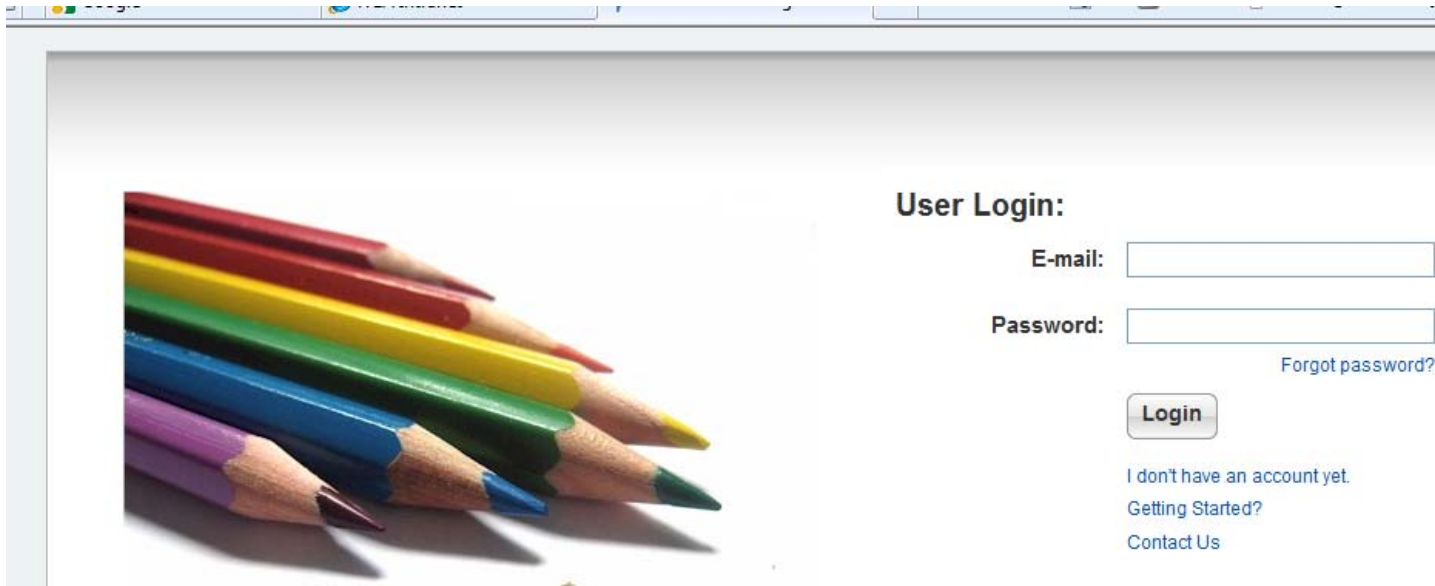 User Login:
E-mail:
Password:
Forgot password?
Login
I don't have an account yet.
Getting Started?
Contact Us